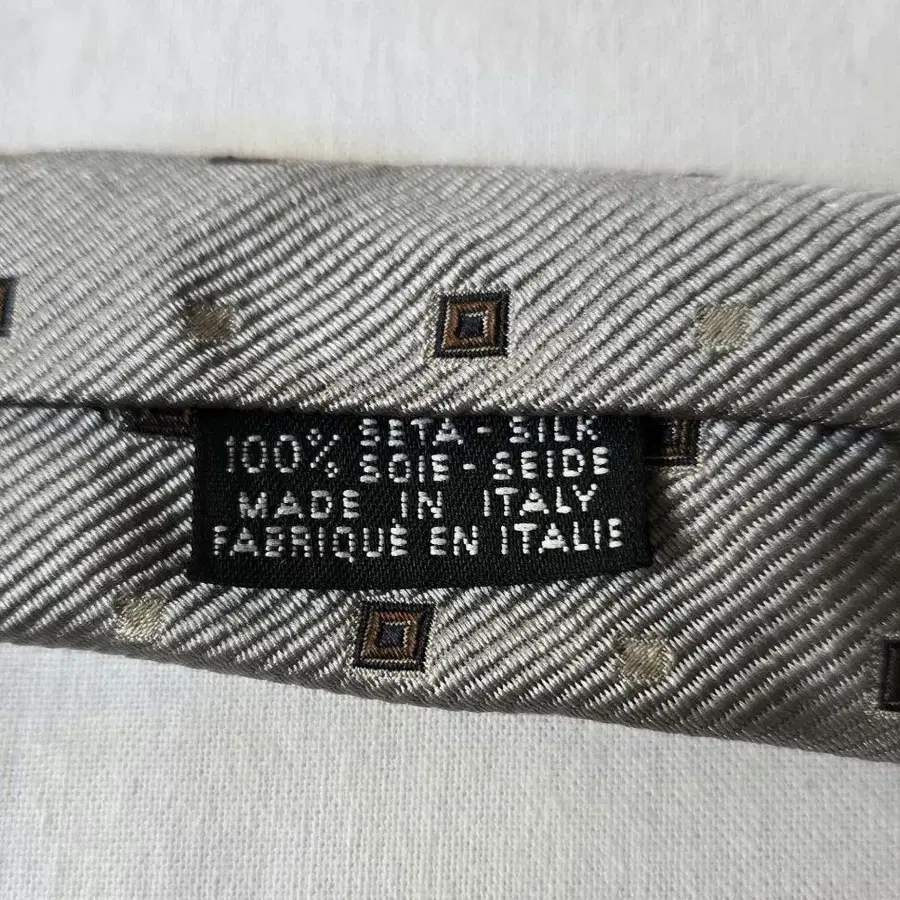 100% SETA - SILK
SOIE - SEIDE
MADE IN ITALY
FABRIQUÉ EN ITALIE